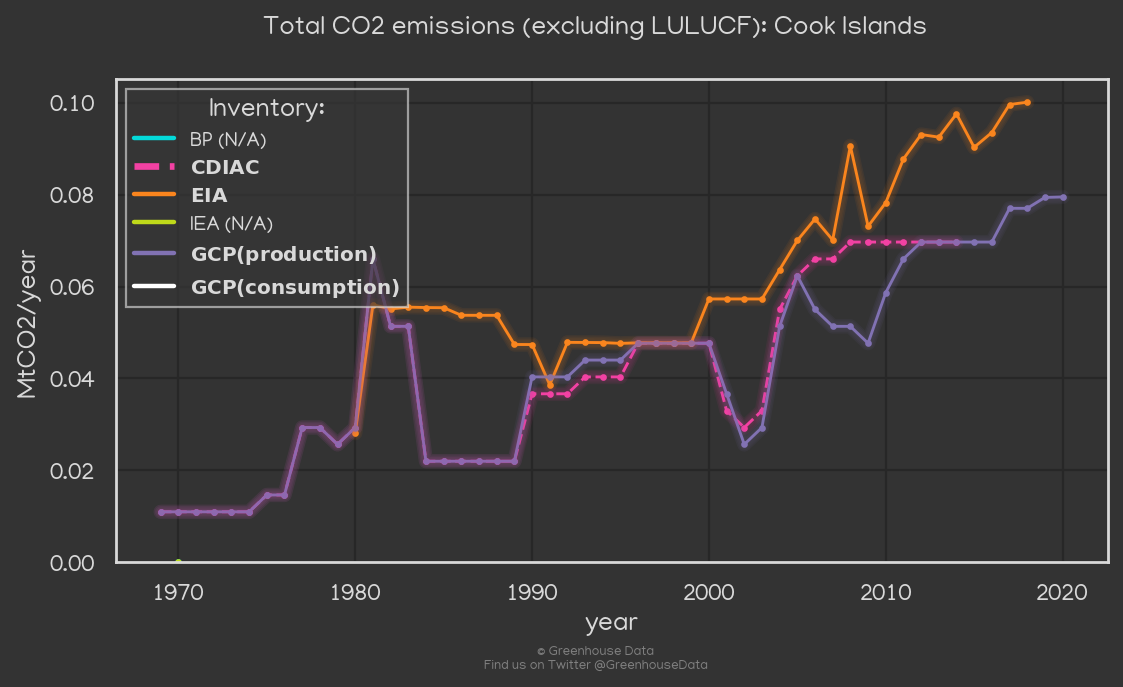 Total CO2 emissions (excluding LULUCF): Cook Islands
Inventory:
BP (N/A)
CDIAC
EIA
IEA (N/A)
GCP(production)
GCP(consumption)
MtCO2/year
0.10
0.08
0.06
0.04
0.02
0.00
1970 1980 1990 2000 2010 2020
year
© Greenhouse Data
Find us on Twitter @GreenhouseData